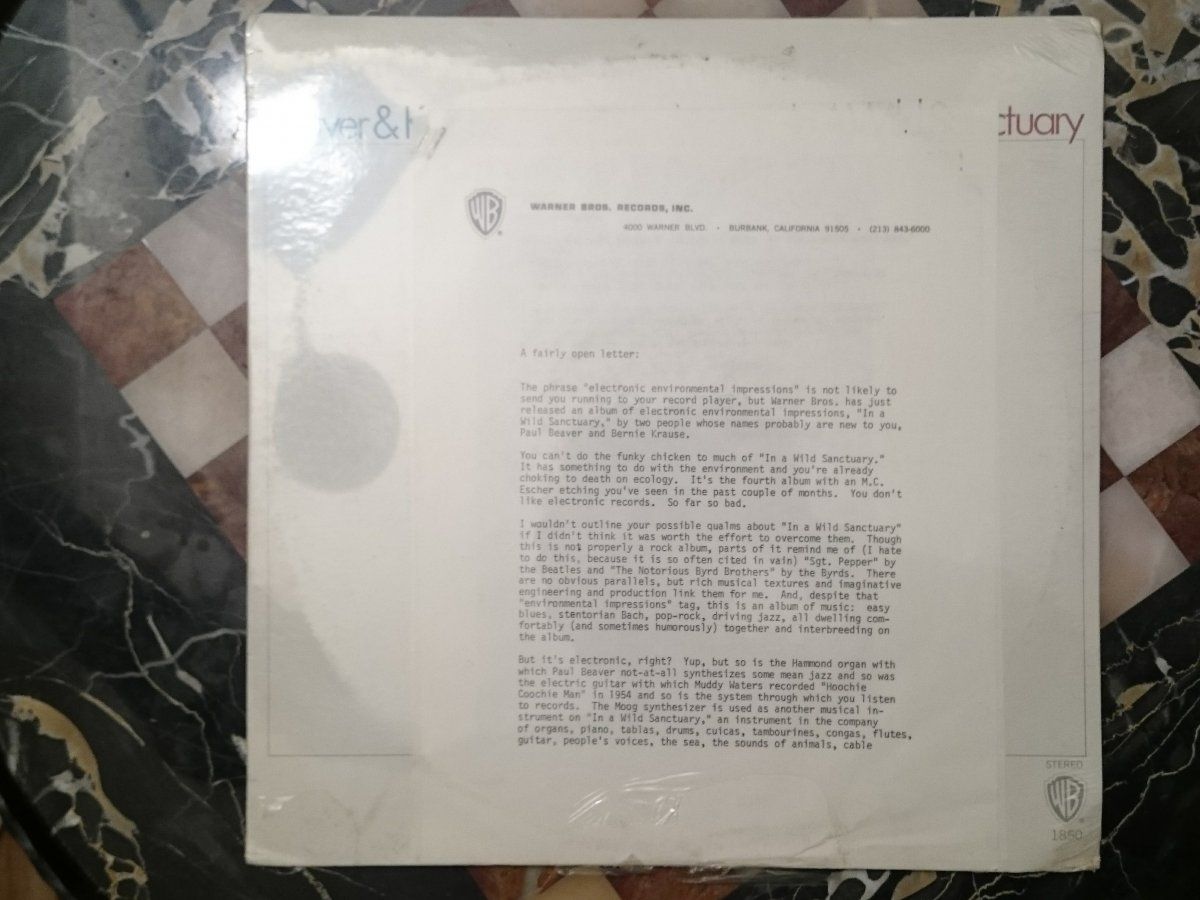 ver & 
ctuary
WB
WARNER BROS. RECORDS, INC.
4000 WARNER BLVD. • BURBANK, CALIFORNIA 91505 • (213) 843-6000
A fairly open letter:
The phrase "electronic environmental impressions" is not likely to
send you running to your record player, but Warner Bros. has just
released an album of electronic environmental impressions, "In a
Wild Sanctuary," by two people whose names probably are new to you,
Paul Beaver and Bernie Krause.
You can't do the funky chicken to much of "In a Wild Sanctuary."
It has something to do with the environment and you're already
choking to death on ecology.  It's the fourth album with an M.C.
Escher etching you've seen in the past couple of months.  You don't
like electronic records.  So far so bad.
I wouldn't outline your possible qualms about "In a Wild Sanctuary"
if I didn't think it was worth the effort to overcome them.  Though
this is not properly a rock album, parts of it remind me of (I hate
to do this, because it is so often cited in vain) "Sgt. Pepper" by
the Beatles and "The Notorious Byrd Brothers" by the Byrds.  There
are no obvious parallels, but rich musical textures and imaginative
engineering and production link them for me.  And, despite that
"environmental impressions" tag, this is an album of music:  easy
blues, stentorian Bach, pop-rock, driving jazz, all dwelling com-
fortably (and sometimes humorously) together and interbreeding on
the album.
But it's electronic, right?  Yup, but so is the Hammond organ with
which Paul Beaver not-at-all synthesizes some mean jazz and so was
the electric guitar with which Muddy Waters recorded "Hoochie
Coochie Man" in 1954 and so is the system through which you listen
to records.  The Moog synthesizer is used as another musical in-
strument on "In a Wild Sanctuary," an instrument in the company
of organs, piano, tablas, drums, cuicas, tambourines, congas, flutes,
guitar, people's voices, the sea, the sounds of animals, cable
STEREO
WB
1850